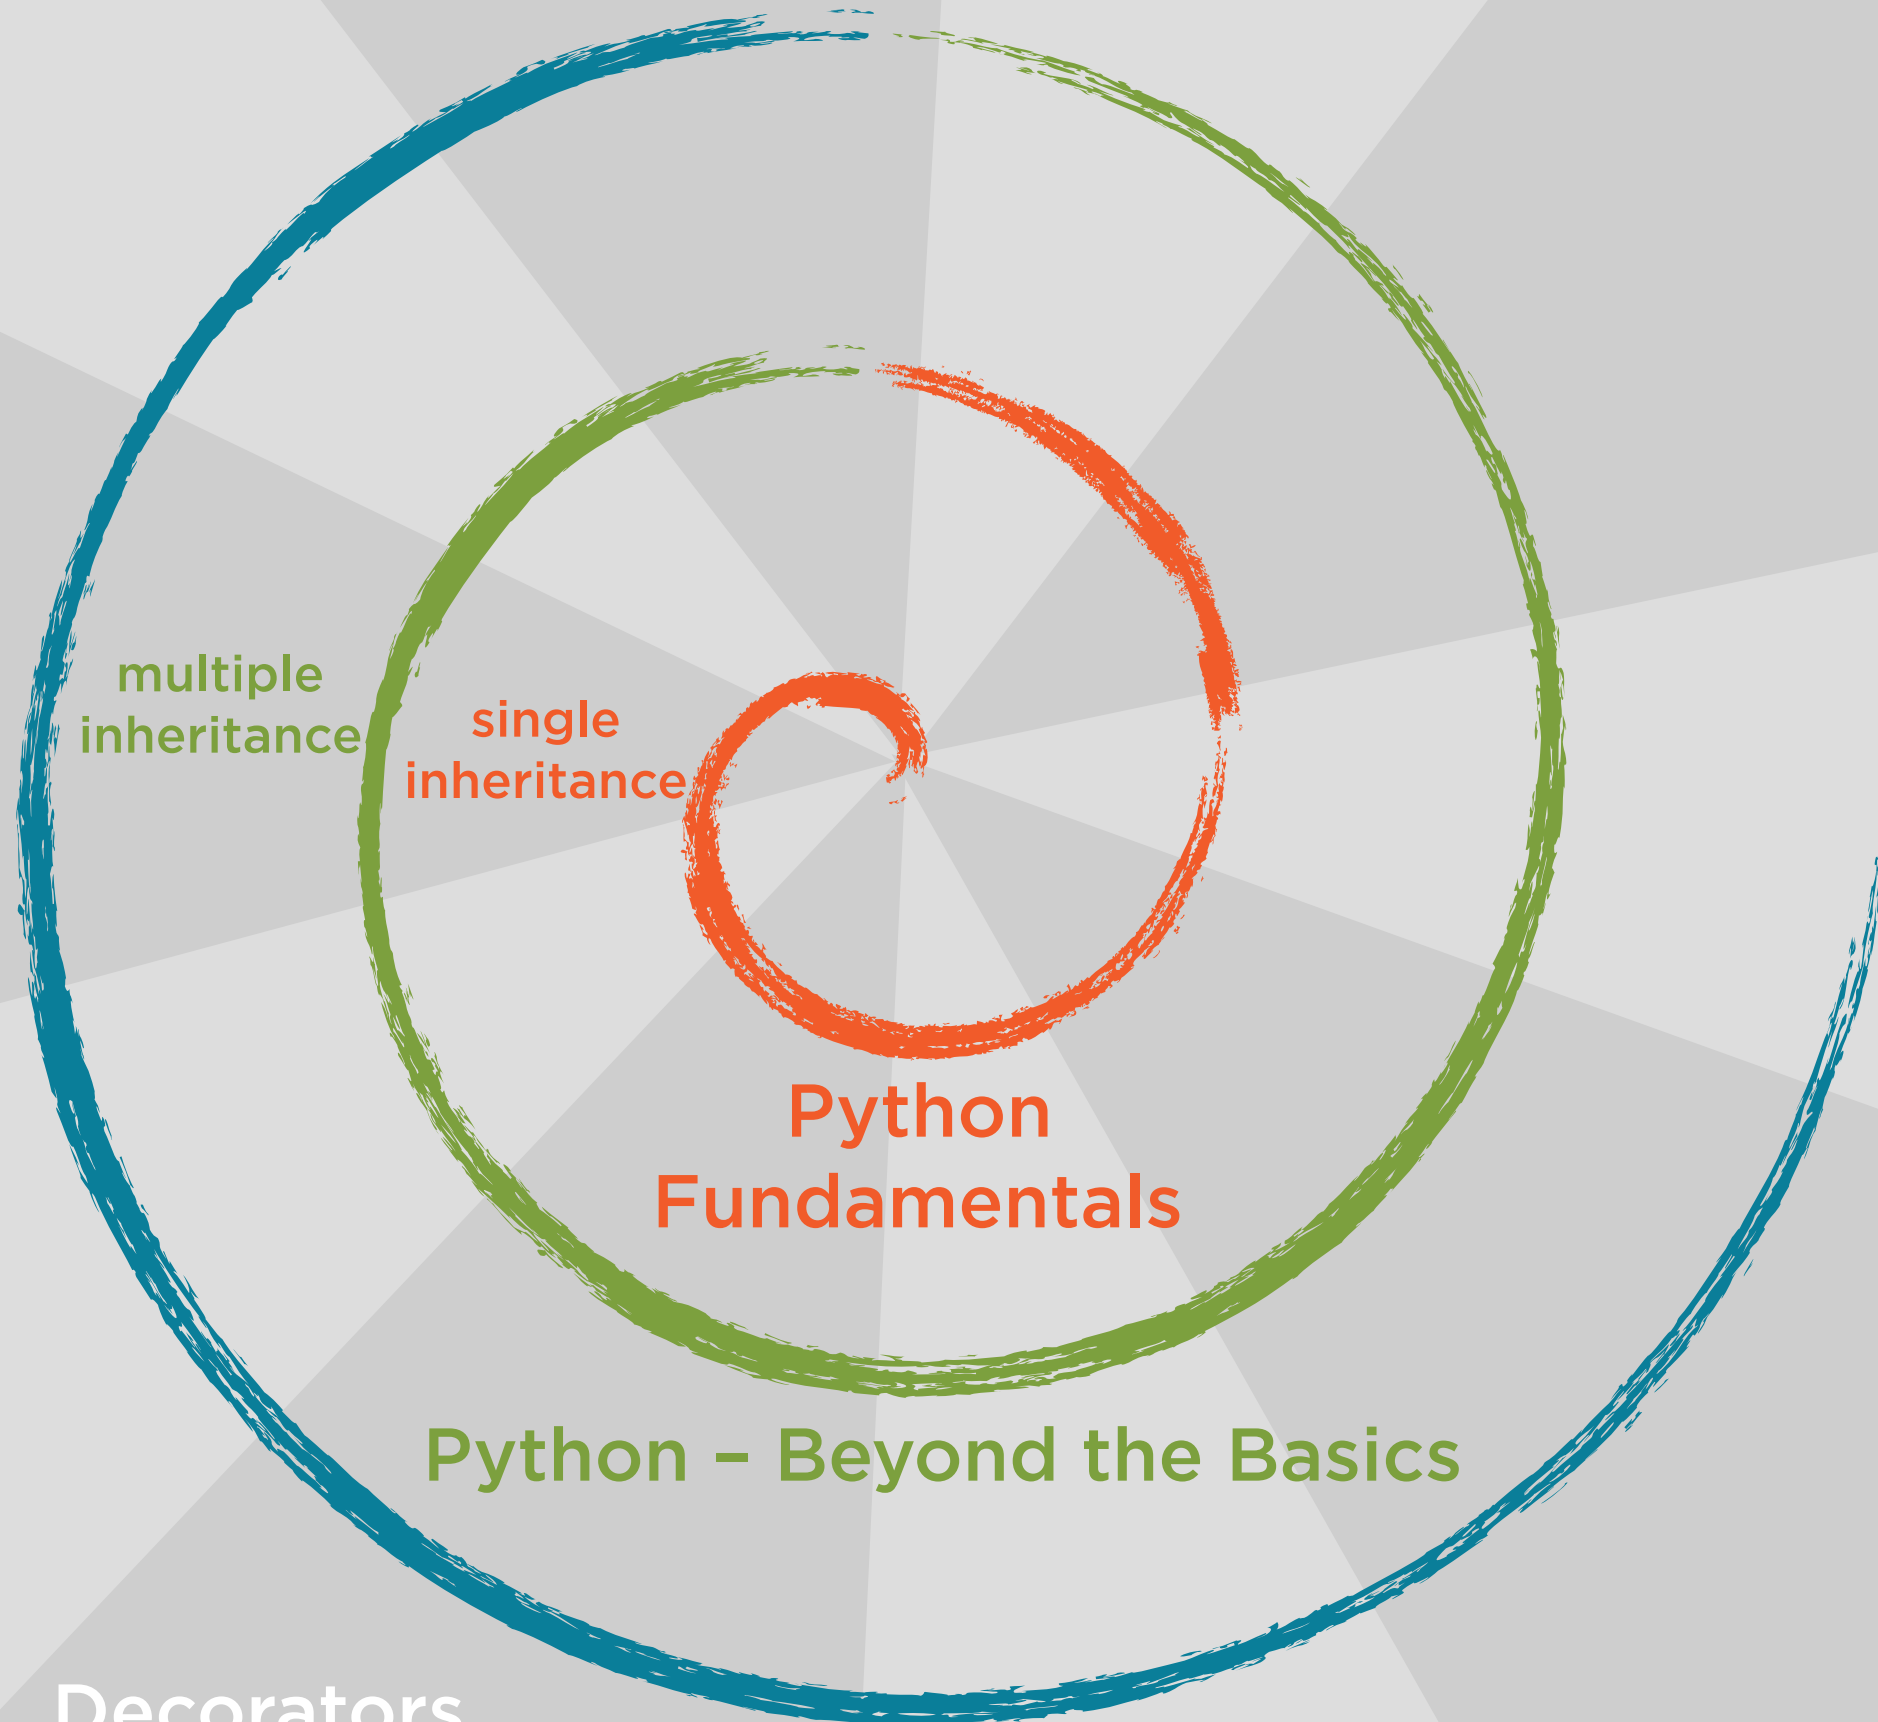 multiple
inheritance
single
inheritance
Python
Fundamentals
Python – Beyond the Basics
Decorators